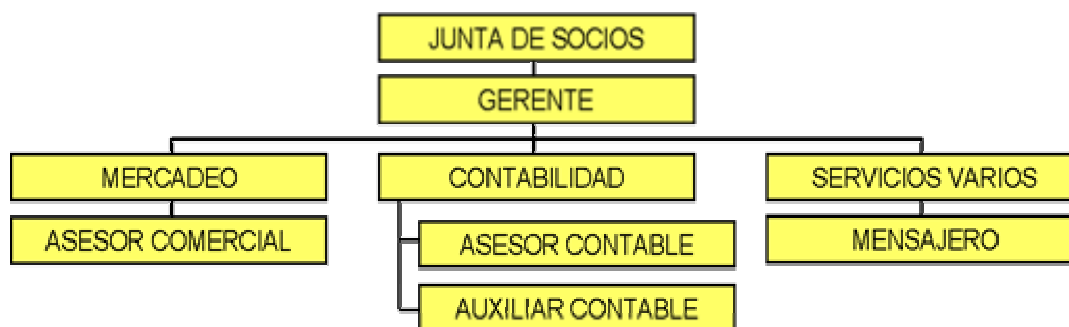 JUNTA DE SOCIOS
GERENTE
MERCADEO
CONTABILIDAD
SERVICIOS VARIOS
ASESOR COMERCIAL
ASESOR CONTABLE
MENSAJERO
AUXILIAR CONTABLE